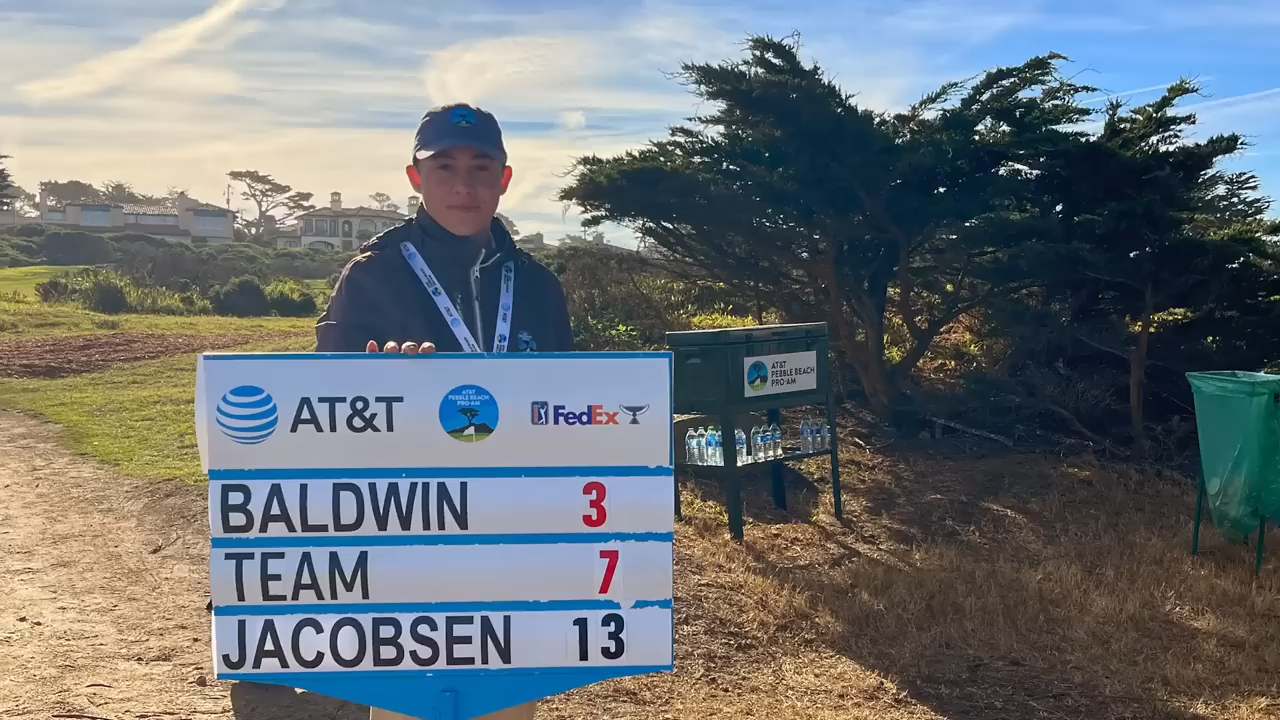 AT&T
AT&T
PEBBLE BEACH
PRO-AM
FedEx
BALDWIN 3
TEAM 7
JACOBSEN 13
AT&T
PEBBLE BEACH
PRO-AM